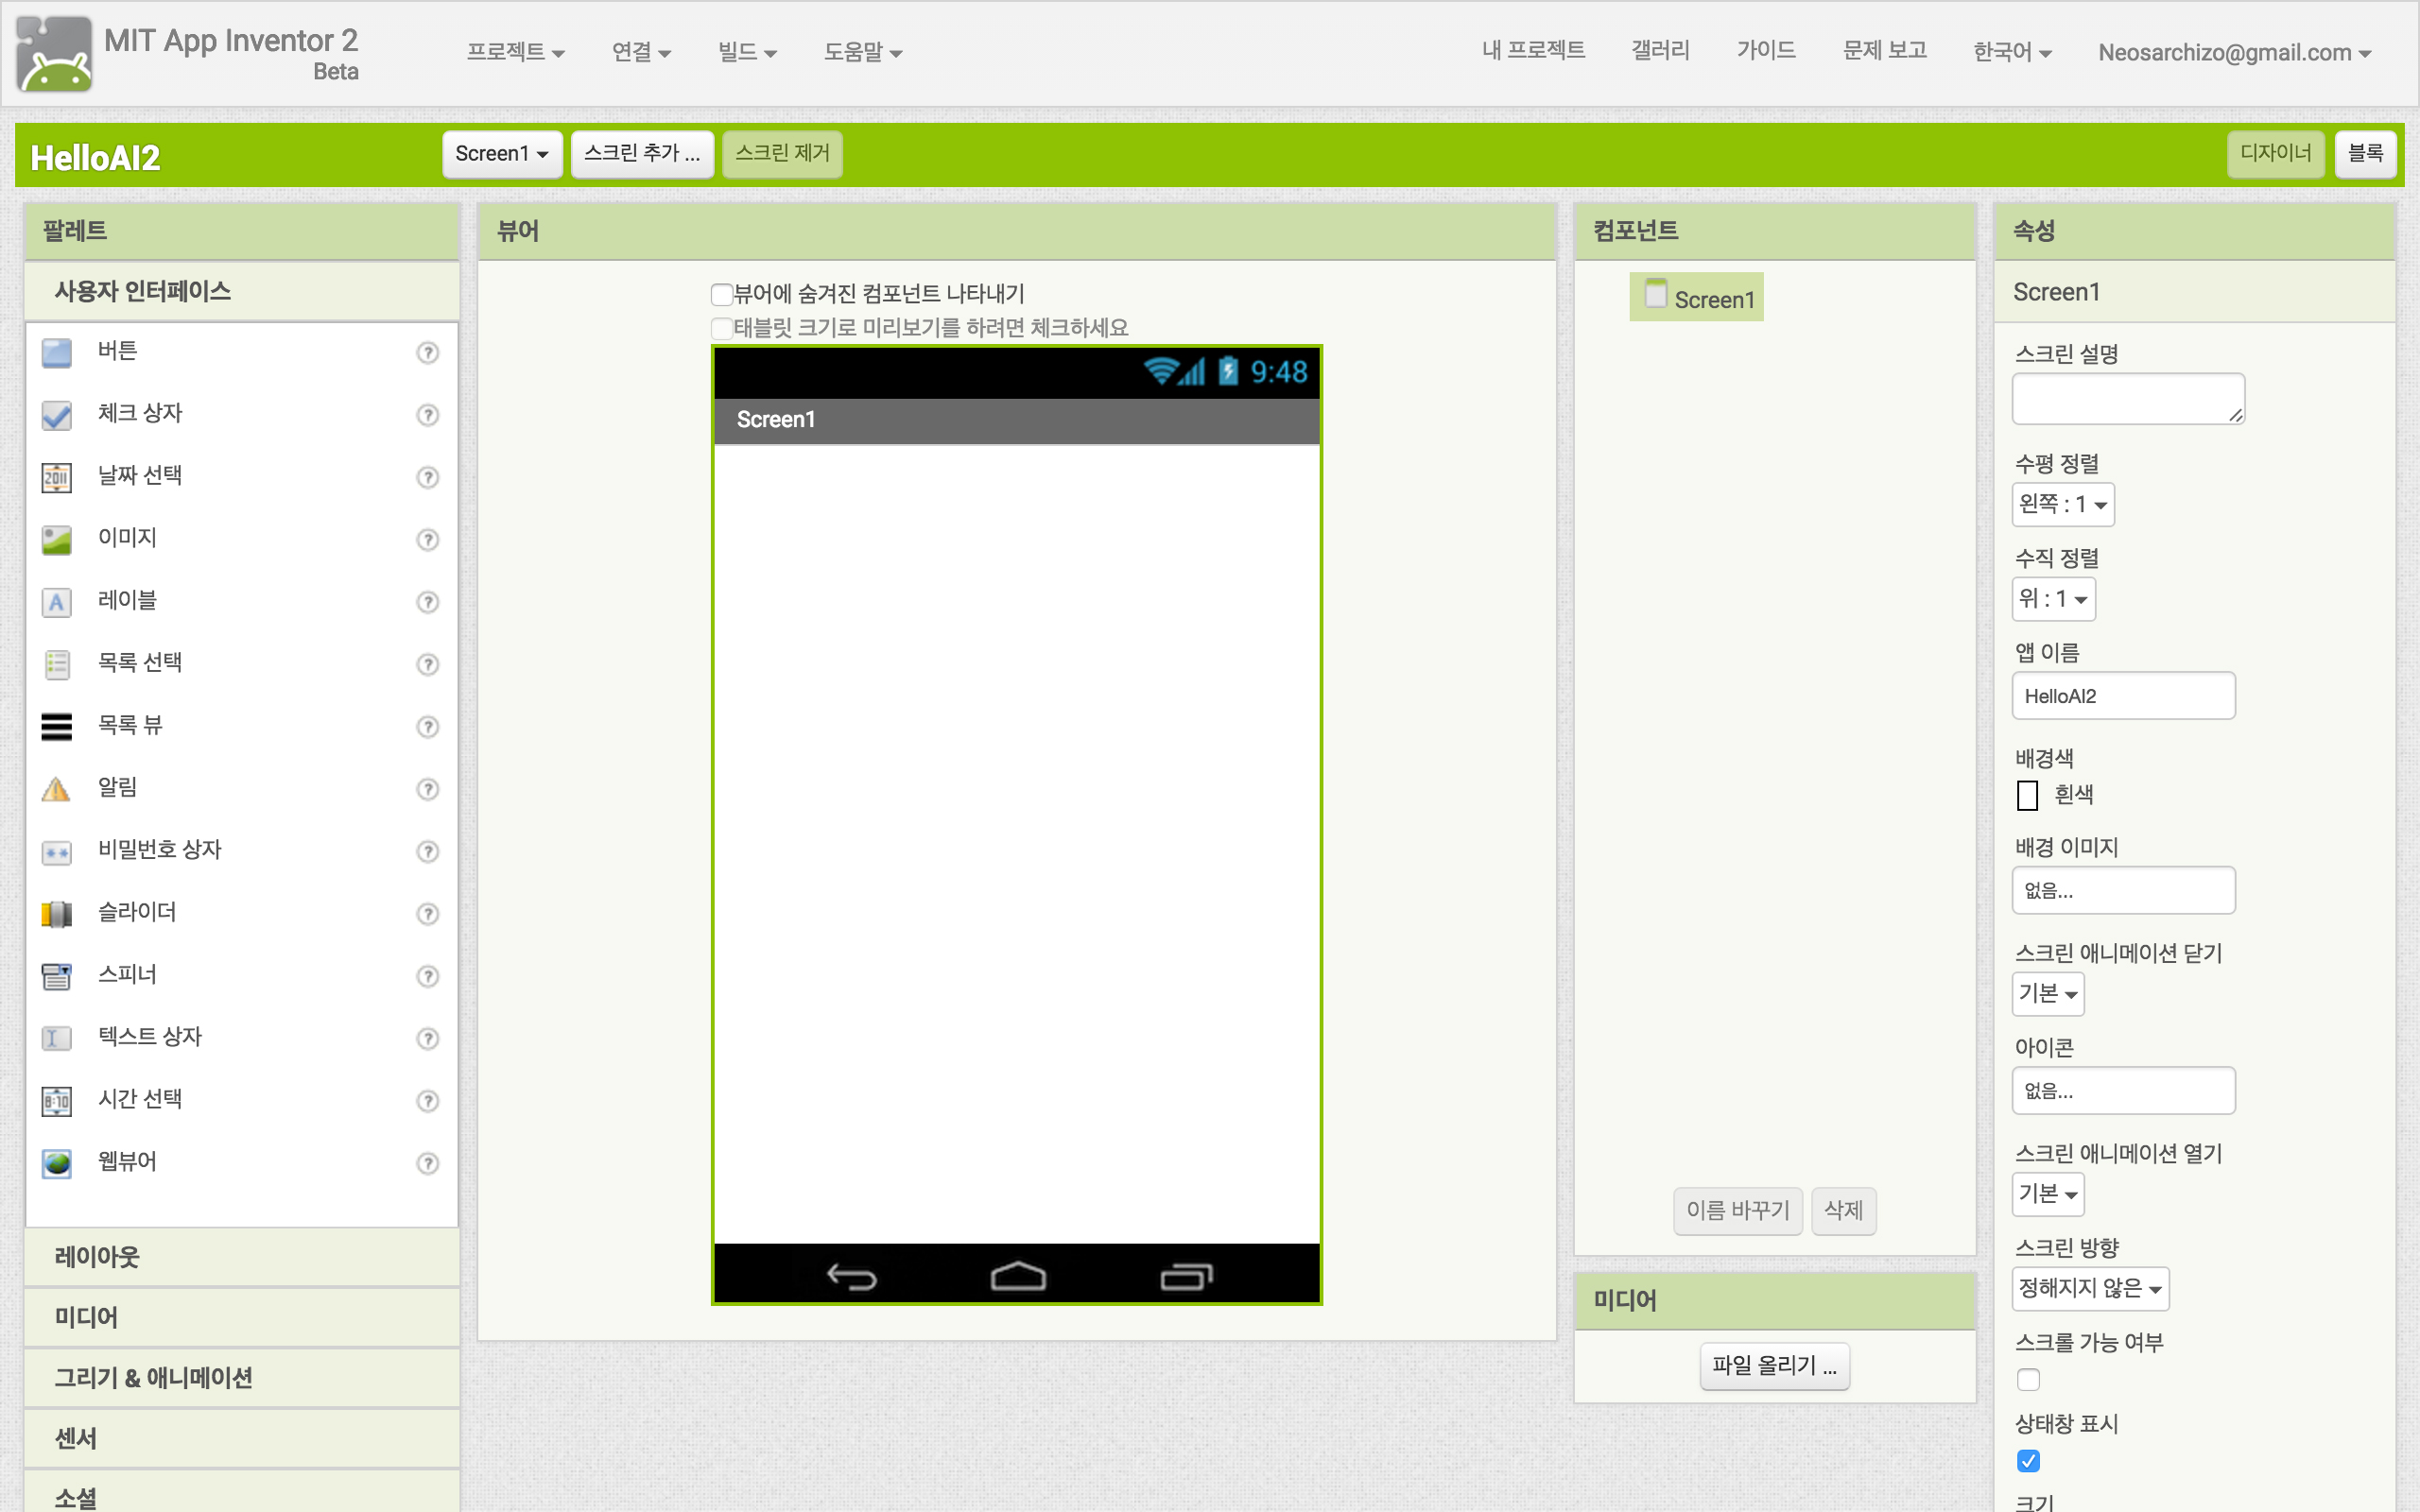 MIT App Inventor 2
Beta
프로젝트
연결
빌드
도움말
내 프로젝트
갤러리
가이드
문제 보고
한국어
Neosarchizo@gmail.com
HelloAI2
Screen1
스크린 추가 ...
스크린 제거
디자이너
블록
팔레트
사용자 인터페이스
버튼
?
체크 상자
?
2011
날짜 선택
?
이미지
?
A
레이블
?
목록 선택
?
목록 뷰
?
알림
?
비밀번호 상자
?
슬라이더
?
스피너
?
텍스트 상자
?
8:10
시간 선택
?
웹뷰어
?
레이아웃
미디어
그리기 & 애니메이션
센서
소셜
뷰어
뷰어에 숨겨진 컴포넌트 나타내기
태블릿 크기로 미리보기를 하려면 체크하세요
9:48
Screen1
컴포넌트
Screen1
이름 바꾸기
삭제
미디어
파일 올리기 ...
속성
Screen1
스크린 설명
수평 정렬
왼쪽 : 1
수직 정렬
위 : 1
앱 이름
HelloAI2
배경색
흰색
배경 이미지
없음...
스크린 애니메이션 닫기
기본
아이콘
없음...
스크린 애니메이션 열기
기본
스크린 방향
정해지지 않은
스크롤 가능 여부
상태창 표시
크기